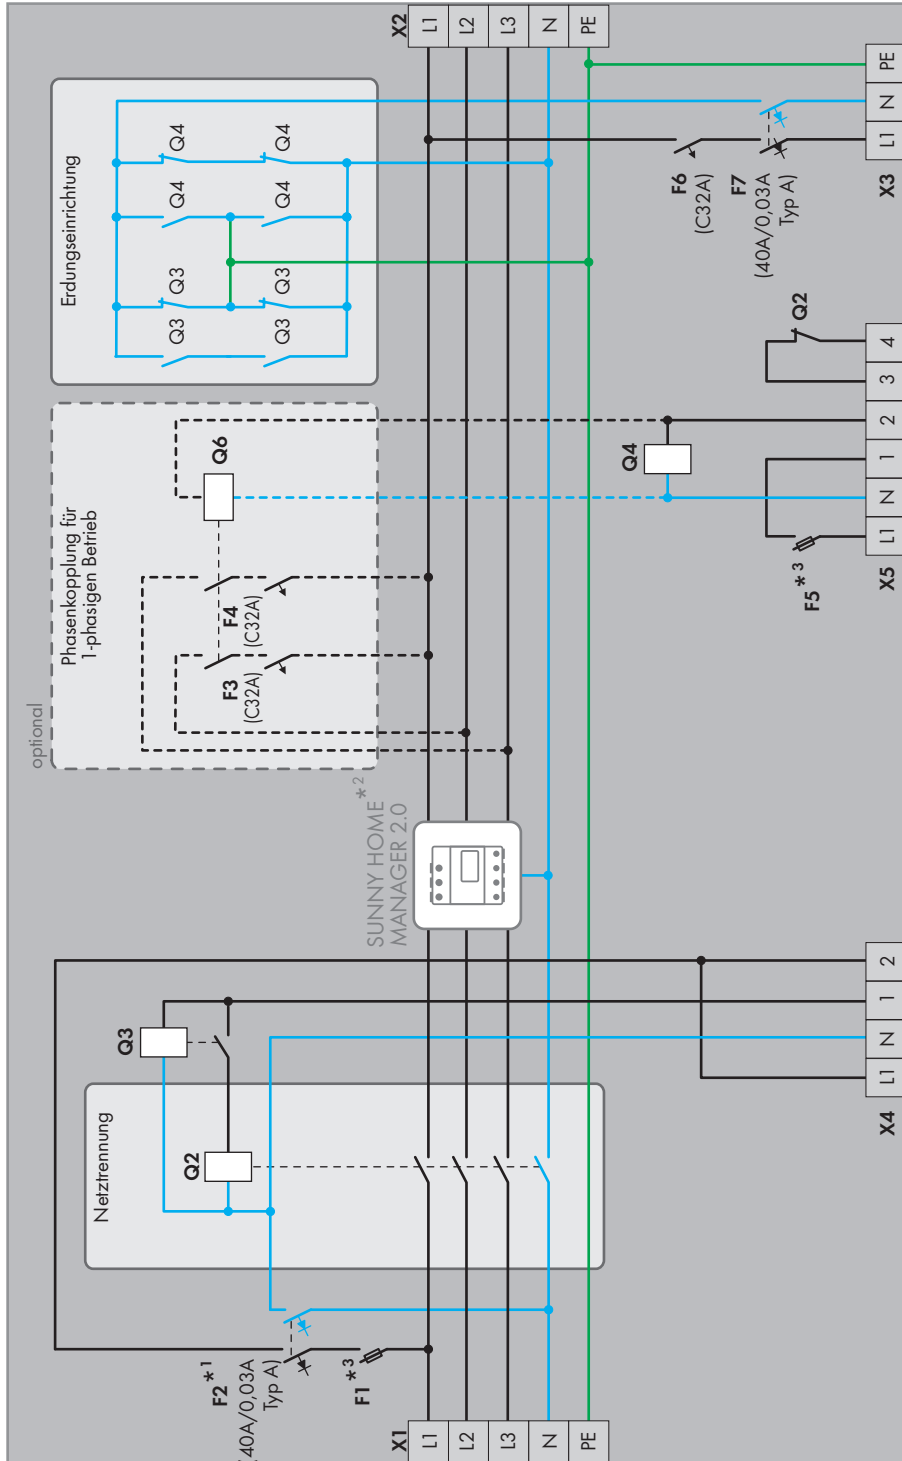 X2
L1
L2
L3
N
PE
X3
PE
N
L1
Erdungseinrichtung
Q4
Q4
Q4
Q4
Q3
Q3
Q3
Q3
F6
(C32A)
F7
(40A/0,03A
Typ A)
optional
Phasenkopplung für
1-phasigen Betrieb
Q6
F4
(C32A)
F3
(C32A)
Q4
Q2
F5 *3
X5
4
3
2
1
N
L1
SUNNY HOME *2
MANAGER 2.0
Q3
Netztrennung
Q2
X4
2
1
N
L1
F2 *1
40A/0,03A
Typ A)
F1 *3
X1
L1
L2
L3
N
PE